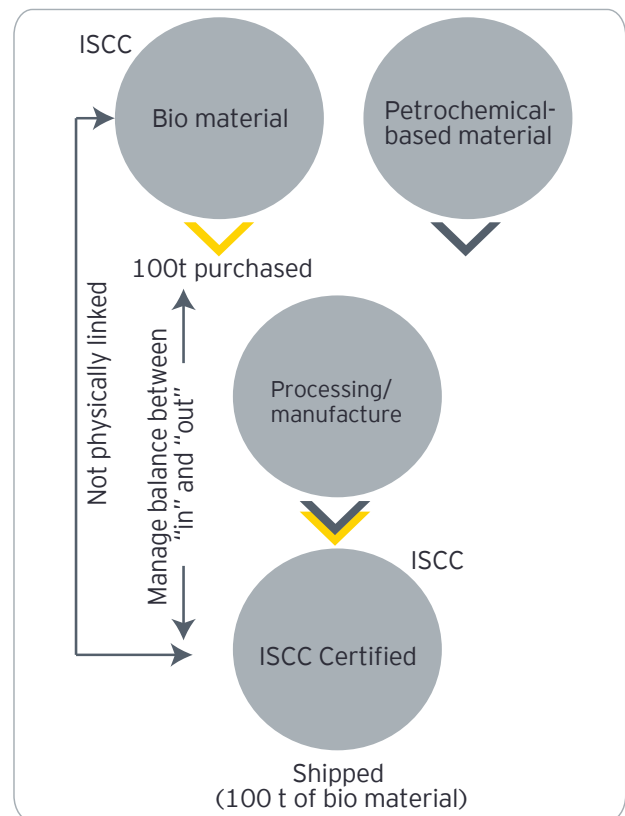 ISCC
Bio material
Petrochemical-
based material
100t purchased
Not physically linked
Manage balance between
“in” and “out”
Processing/
manufacture
ISCC
ISCC Certified
Shipped
(100 t of bio material)